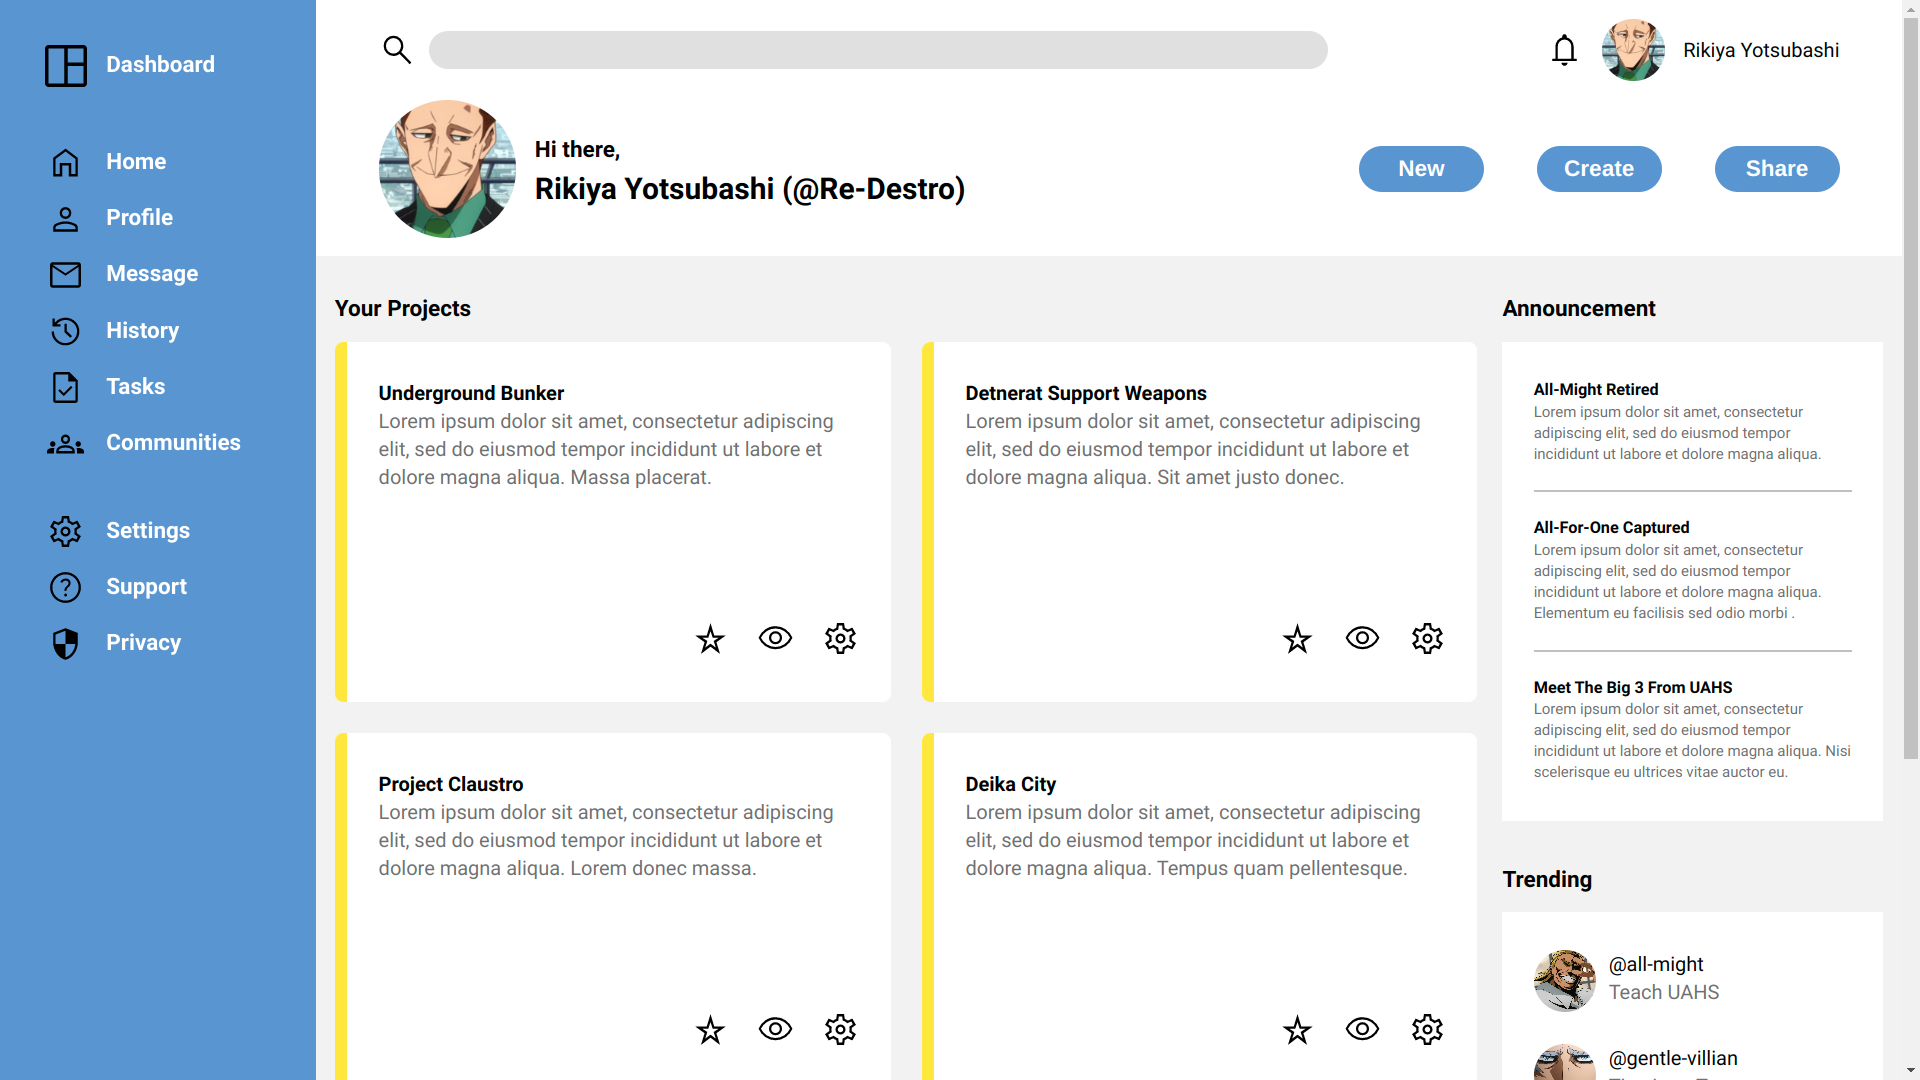 Dashboard
Home
Profile
Message
History
Tasks
Communities
Settings
Support
Privacy
Rikiya Yotsubashi
Hi there,
Rikiya Yotsubashi (@Re-Destro)
New
Create
Share
Your Projects
Underground Bunker
Lorem ipsum dolor sit amet, consectetur adipiscing
elit, sed do eiusmod tempor incididunt ut labore et
dolore magna aliqua. Massa placerat.
Detnerat Support Weapons
Lorem ipsum dolor sit amet, consectetur adipiscing
elit, sed do eiusmod tempor incididunt ut labore et
dolore magna aliqua. Sit amet justo donec.
Project Claustro
Lorem ipsum dolor sit amet, consectetur adipiscing
elit, sed do eiusmod tempor incididunt ut labore et
dolore magna aliqua. Lorem donec massa.
Deika City
Lorem ipsum dolor sit amet, consectetur adipiscing
elit, sed do eiusmod tempor incididunt ut labore et
dolore magna aliqua. Tempus quam pellentesque.
Announcement
All-Might Retired
Lorem ipsum dolor sit amet, consectetur
adipiscing elit, sed do eiusmod tempor
incididunt ut labore et dolore magna aliqua.
All-For-One Captured
Lorem ipsum dolor sit amet, consectetur
adipiscing elit, sed do eiusmod tempor
incididunt ut labore et dolore magna aliqua.
Elementum eu facilisis sed odio morbi .
Meet The Big 3 From UAHS
Lorem ipsum dolor sit amet, consectetur
adipiscing elit, sed do eiusmod tempor
incididunt ut labore et dolore magna aliqua. Nisi
scelerisque eu ultrices vitae auctor eu.
Trending
@all-might
Teach UAHS
@gentle-villian